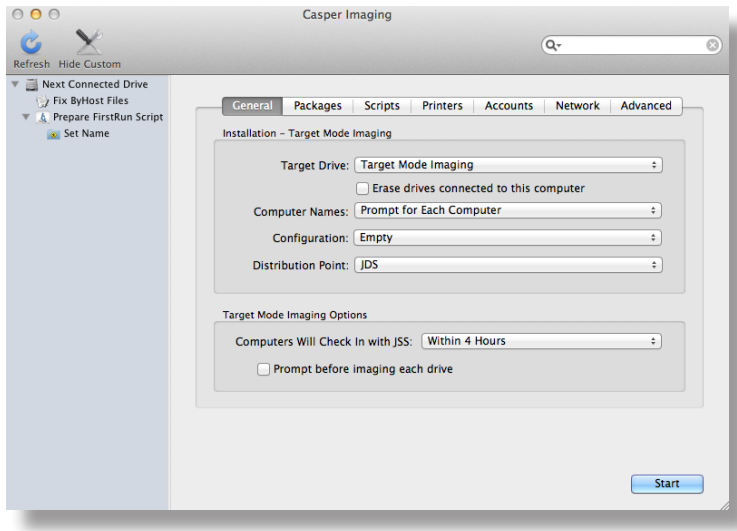 Casper Imaging
Refresh Hide Custom
Next Connected Drive
Fix ByHost Files
Prepare FirstRun Script
Set Name
General Packages Scripts Printers Accounts Network Advanced
Installation – Target Mode Imaging
Target Drive: Target Mode Imaging
Erase drives connected to this computer
Computer Names: Prompt for Each Computer
Configuration: Empty
Distribution Point: JDS
Target Mode Imaging Options
Computers Will Check In with JSS: Within 4 Hours
Prompt before imaging each drive
Start